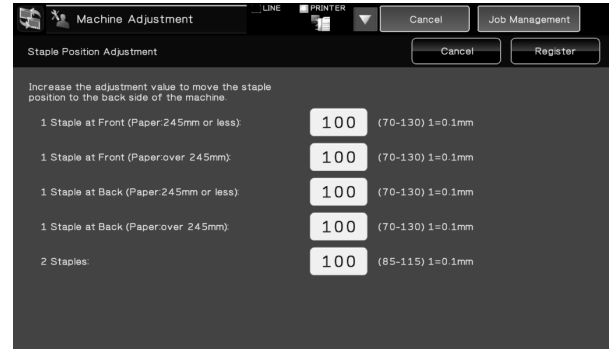 Machine Adjustment
LINE
PRINTER
Cancel
Job Management
Staple Position Adjustment
Cancel
Register
Increase the adjustment value to move the staple
position to the back side of the machine.
1 Staple at Front (Paper:245mm or less): 100 (70-130) 1=0.1mm
1 Staple at Front (Paper:over 245mm): 100 (70-130) 1=0.1mm
1 Staple at Back (Paper:245mm or less): 100 (70-130) 1=0.1mm
1 Staple at Back (Paper:over 245mm): 100 (70-130) 1=0.1mm
2 Staples: 100 (85-115) 1=0.1mm